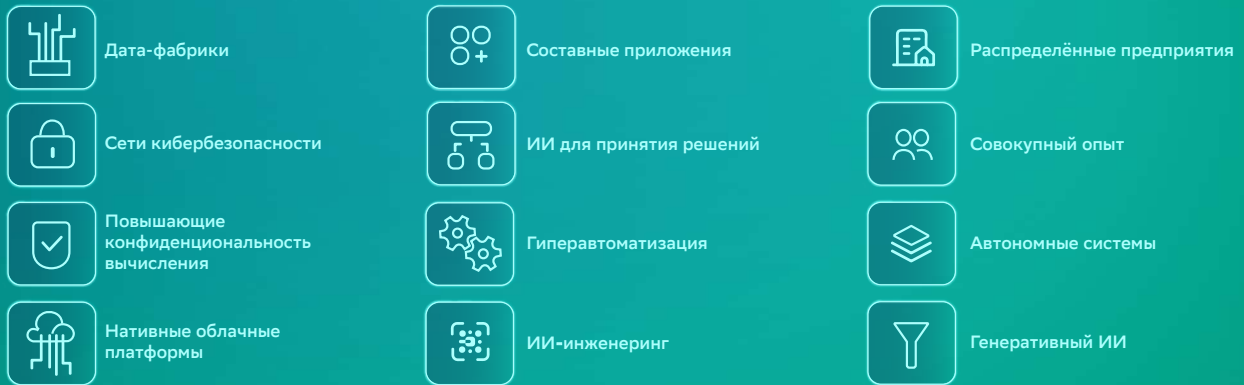 Дата-фабрики
Составные приложения
Распределённые предприятия
Сети кибербезопасности
ИИ для принятия решений
Совокупный опыт
Повышающие
конфиденциональность
вычисления
Гиперавтоматизация
Автономные системы
Нативные облачные
платформы
ИИ-инженеринг
Генеративный ИИ